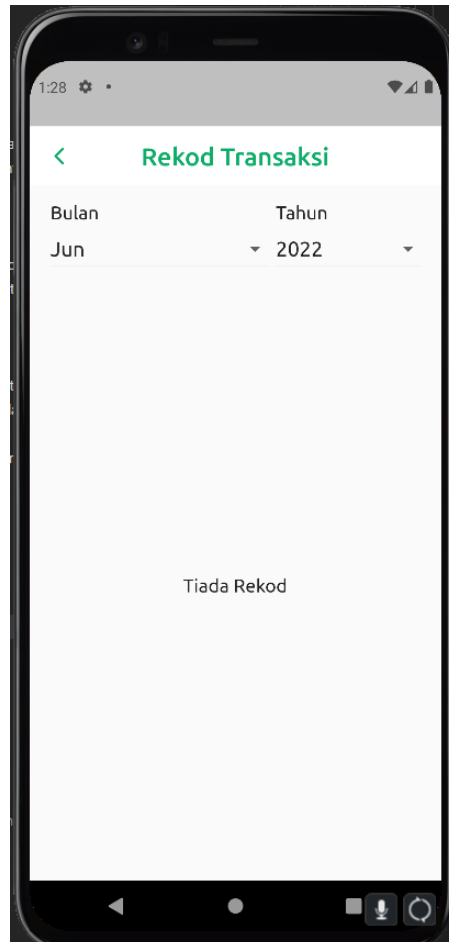 1:28
Rekod Transaksi
Bulan Tahun
Jun 2022
Tiada Rekod